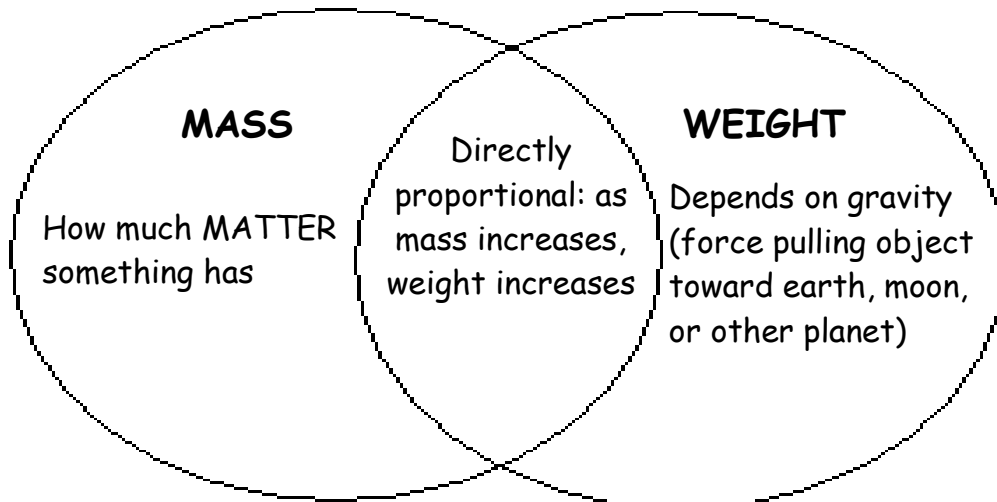 MASS
How much MATTER
something has
Directly
proportional: as
mass increases,
weight increases
WEIGHT
Depends on gravity
(force pulling object
toward earth, moon,
or other planet)